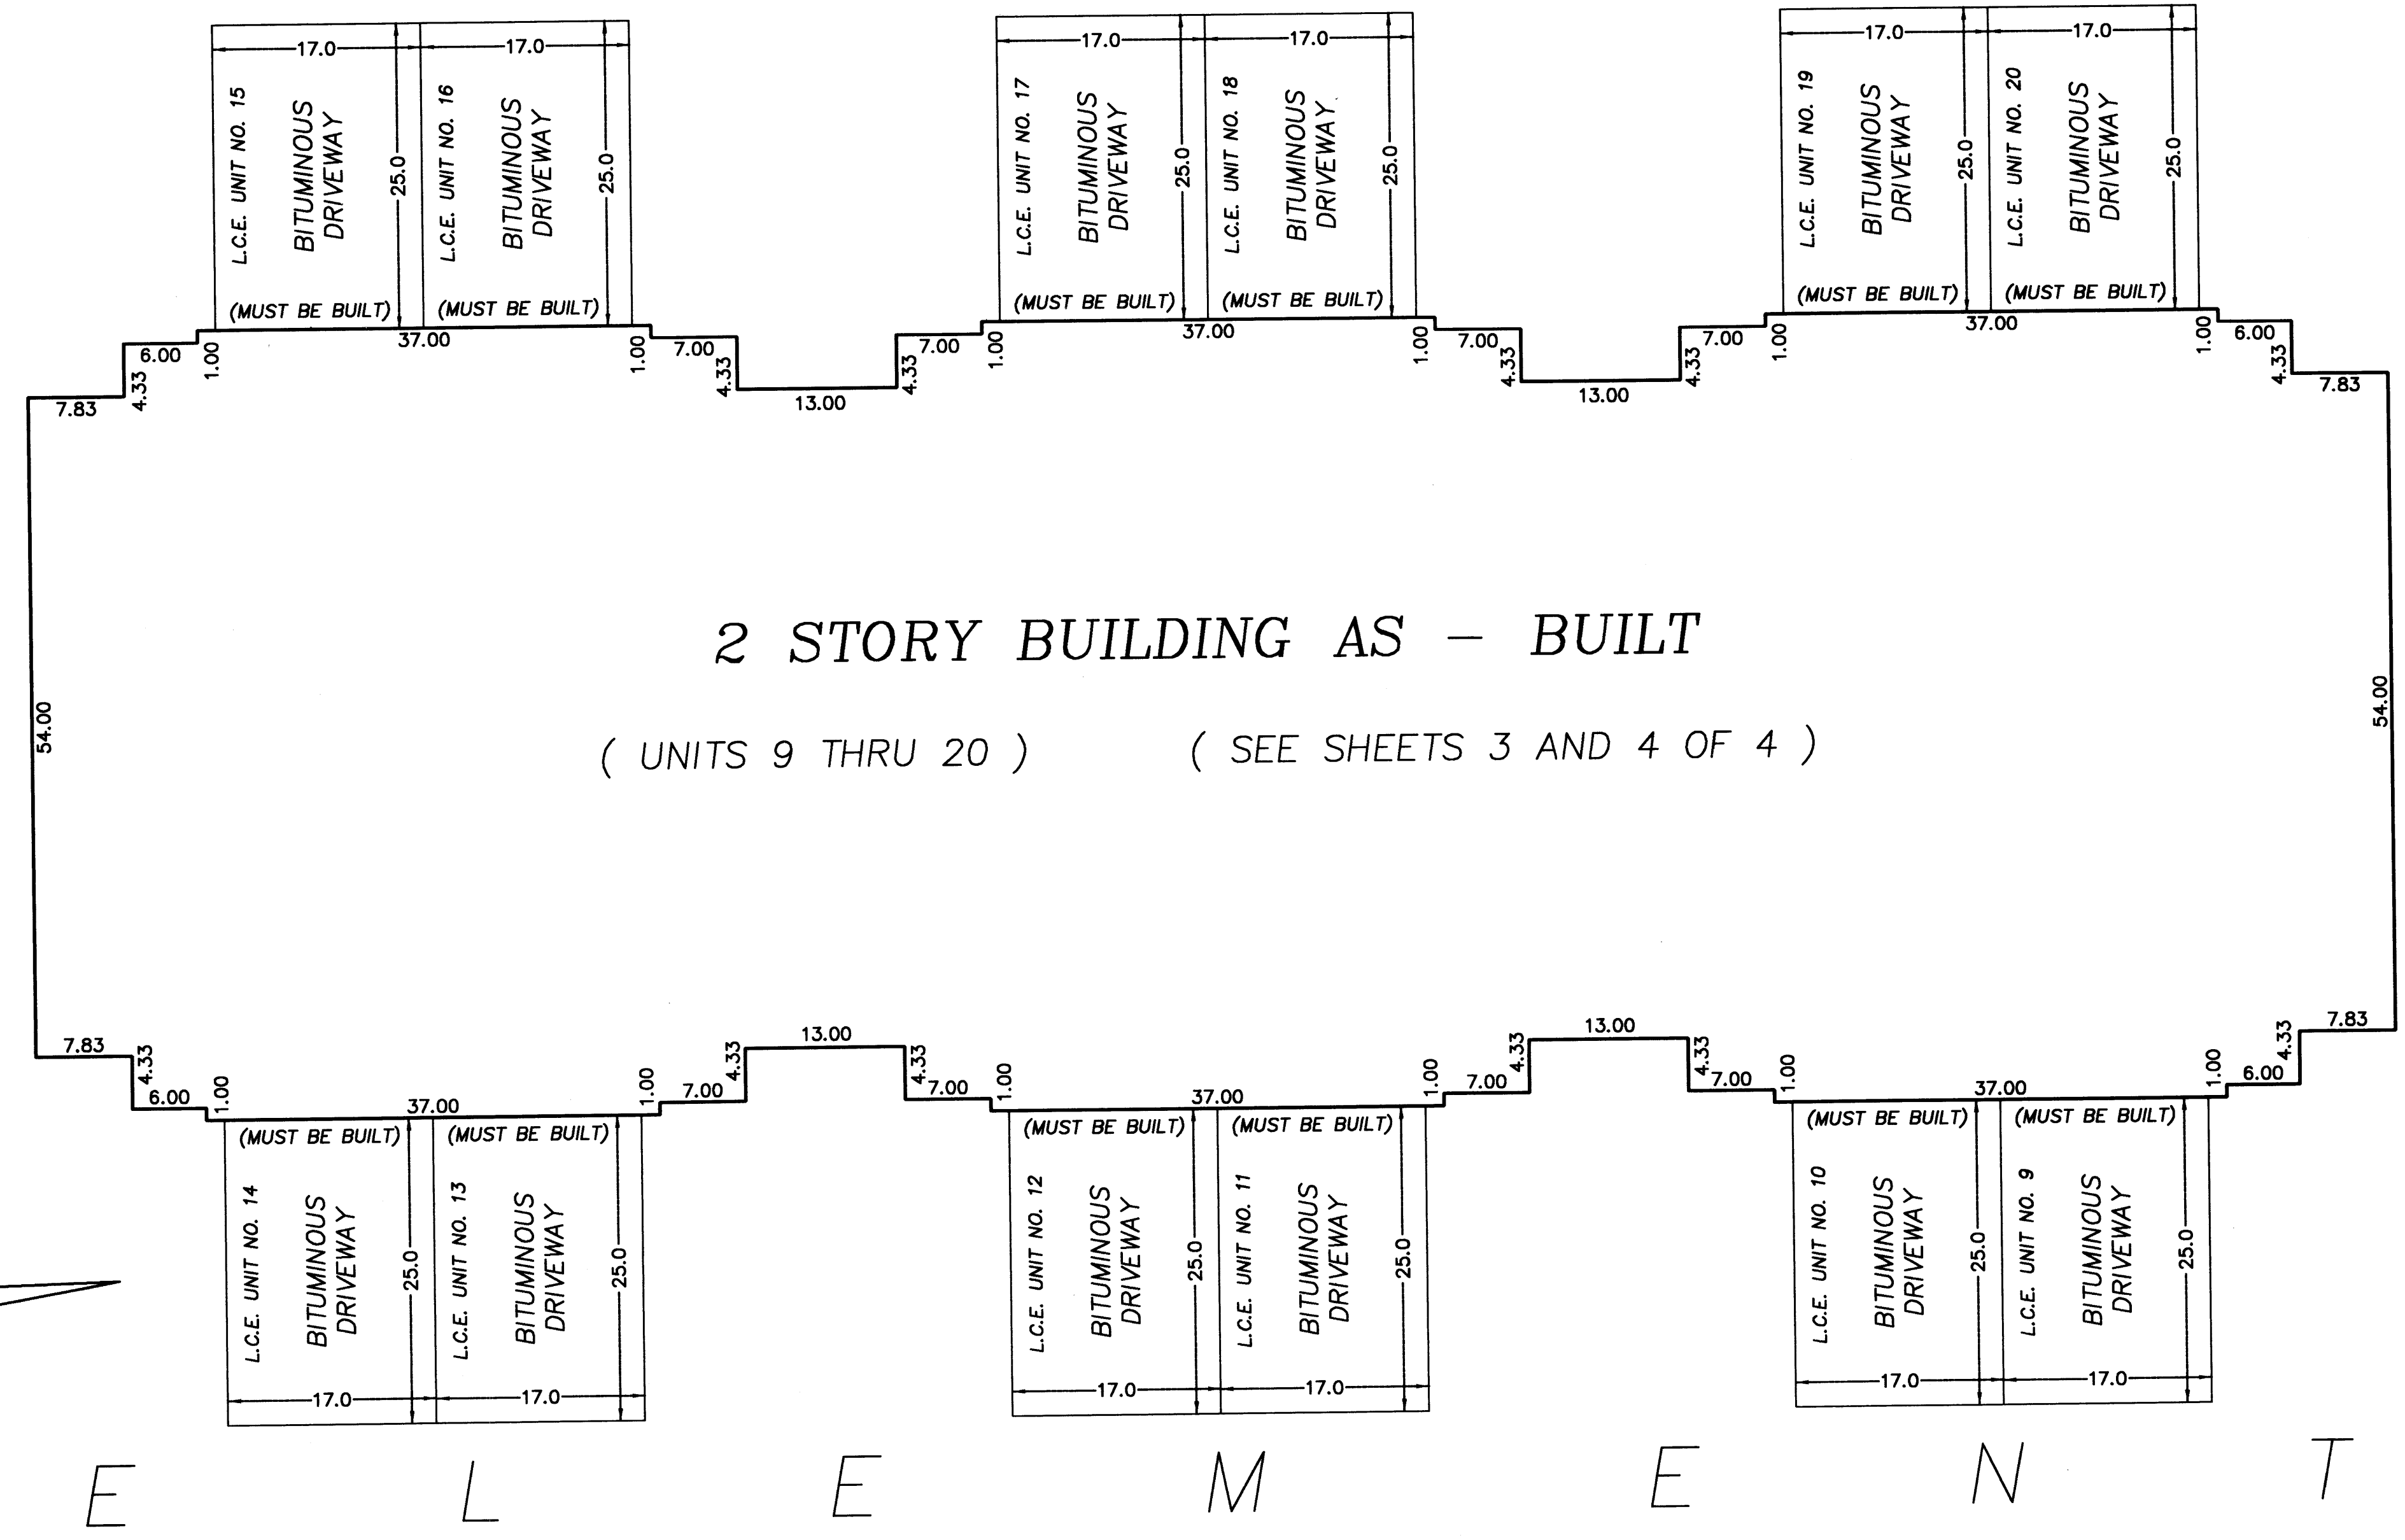 17.0 17.0 17.0 17.0 17.0 17.0
L.C.E. UNIT NO. 15
BITUMINOUS
DRIVEWAY
25.0
L.C.E. UNIT NO. 16
BITUMINOUS
DRIVEWAY
25.0
L.C.E. UNIT NO. 17
BITUMINOUS
DRIVEWAY
25.0
L.C.E. UNIT NO. 18
BITUMINOUS
DRIVEWAY
25.0
L.C.E. UNIT NO. 19
BITUMINOUS
DRIVEWAY
25.0
L.C.E. UNIT NO. 20
BITUMINOUS
DRIVEWAY
25.0
(MUST BE BUILT) (MUST BE BUILT) (MUST BE BUILT) (MUST BE BUILT) (MUST BE BUILT) (MUST BE BUILT)
7.83 4.33 6.00 1.00 37.00 1.00 7.00 4.33 13.00 4.33 7.00 1.00 37.00 1.00 7.00 4.33 13.00 4.33 7.00 1.00 37.00 1.00 6.00 4.33 7.83
2 STORY BUILDING AS - BUILT
54.00 54.00
( UNITS 9 THRU 20 ) ( SEE SHEETS 3 AND 4 OF 4 )
7.83 4.33 6.00 1.00 37.00 1.00 7.00 4.33 13.00 4.33 7.00 1.00 37.00 1.00 7.00 4.33 13.00 4.33 7.00 1.00 37.00 1.00 6.00 4.33 7.83
(MUST BE BUILT) (MUST BE BUILT) (MUST BE BUILT) (MUST BE BUILT) (MUST BE BUILT) (MUST BE BUILT)
L.C.E. UNIT NO. 14
BITUMINOUS
DRIVEWAY
25.0
L.C.E. UNIT NO. 13
BITUMINOUS
DRIVEWAY
25.0
L.C.E. UNIT NO. 12
BITUMINOUS
DRIVEWAY
25.0
L.C.E. UNIT NO. 11
BITUMINOUS
DRIVEWAY
25.0
L.C.E. UNIT NO. 10
BITUMINOUS
DRIVEWAY
25.0
L.C.E. UNIT NO. 9
BITUMINOUS
DRIVEWAY
25.0
17.0 17.0 17.0 17.0 17.0 17.0
E L E M E N T